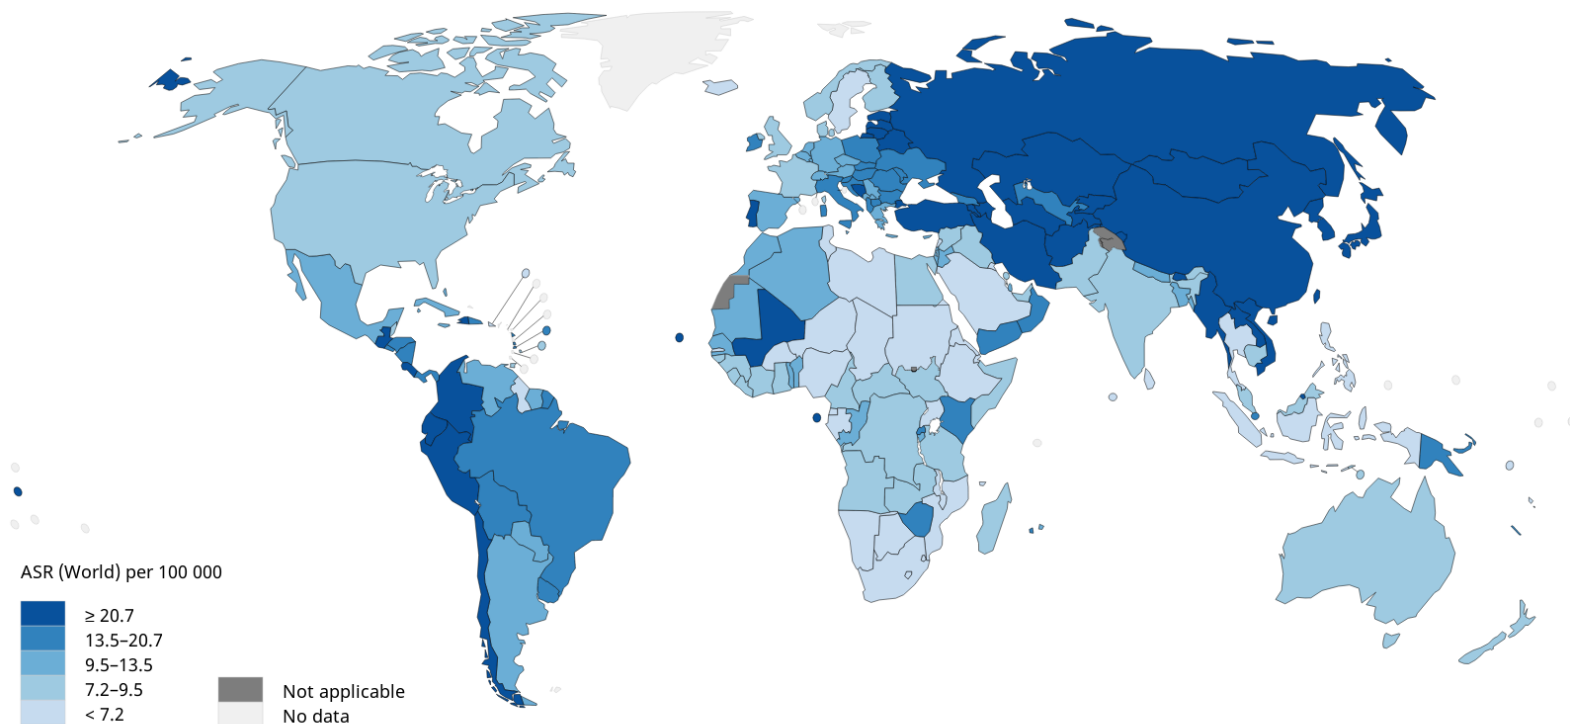 ASR (World) per 100 000
≥ 20.7
13.5–20.7
9.5–13.5
7.2–9.5
< 7.2
Not applicable
No data